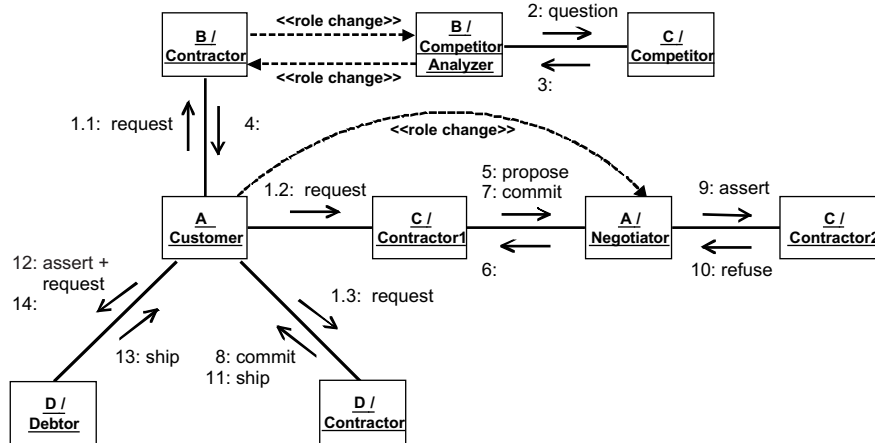 <<role change>>
2: question
B /
Contractor
B /
Competitor
Analyzer
C /
Competitor
<<role change>>
3:
1.1: request
4:
<<role change>>
1.2: request
5: propose
7: commit
9: assert
A
Customer
C /
Contractor1
A /
Negotiator
C /
Contractor2
6:
10: refuse
12: assert +
request
14:
1.3: request
13: ship
8: commit
11: ship
D /
Debtor
D /
Contractor